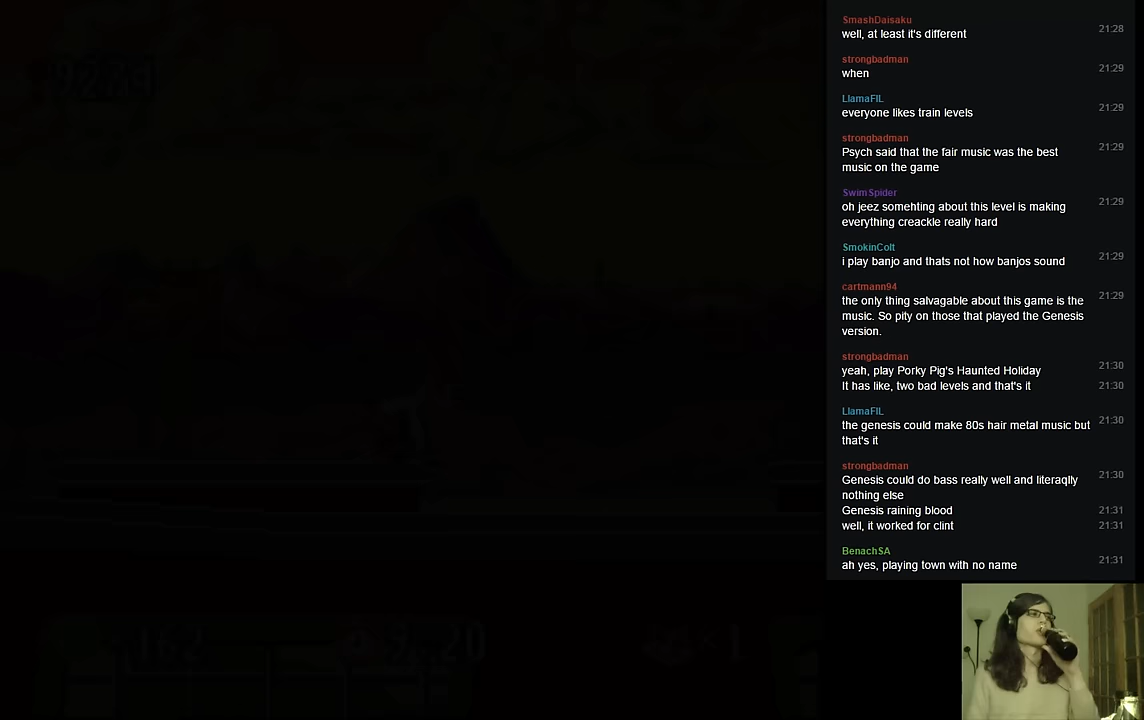 SmashDaisaku
well, at least it's different
21:28
strongbadman
when
21:29
LlamaFIL
everyone likes train levels
21:29
strongbadman
Psych said that the fair music was the best
music on the game
21:29
SwimSpider
oh jeez somehting about this level is making
everything creackle really hard
21:29
SmokinColt
i play banjo and thats not how banjos sound
21:29
cartmann94
the only thing salvagable about this game is the
music. So pity on those that played the Genesis
version.
21:29
strongbadman
yeah, play Porky Pig's Haunted Holiday
21:30
It has like, two bad levels and that's it
21:30
LlamaFIL
the genesis could make 80s hair metal music but
that's it
21:30
strongbadman
Genesis could do bass really well and literaqlly
nothing else
21:30
Genesis raining blood
21:31
well, it worked for clint
21:31
BenachSA
ah yes, playing town with no name
21:31